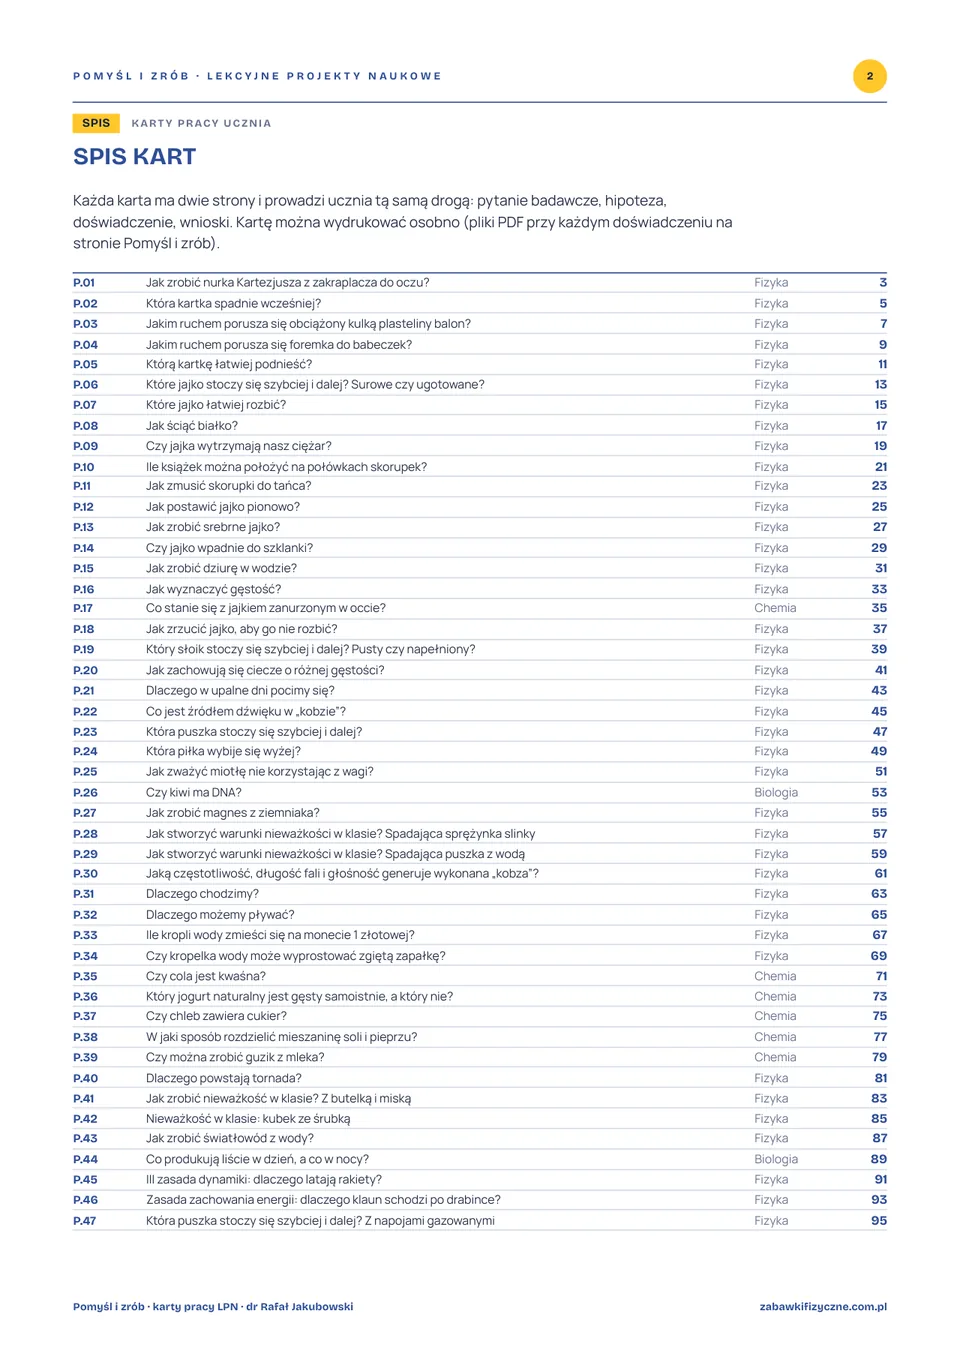 POMYŚL I ZRÓB · LEKCYJNE PROJEKTY NAUKOWE 2
SPIS KARTY PRACY UCZNIA
SPIS KART
Każda karta ma dwie strony i prowadzi ucznia tą samą drogą: pytanie badawcze, hipoteza,
doświadczenie, wnioski. Kartę można wydrukować osobno (pliki PDF przy każdym doświadczeniu na
stronie Pomyśl i zrób).
P.01 Jak zrobić nurka Kartezjusza z zakraplacza do oczu? Fizyka 3
P.02 Która kartka spadnie wcześniej? Fizyka 5
P.03 Jakim ruchem porusza się obciążony kulką plasteliny balon? Fizyka 7
P.04 Jakim ruchem porusza się foremka do babeczek? Fizyka 9
P.05 Którą kartkę łatwiej podnieść? Fizyka 11
P.06 Które jajko stoczy się szybciej i dalej? Surowe czy ugotowane? Fizyka 13
P.07 Które jajko łatwiej rozbić? Fizyka 15
P.08 Jak ściąć białko? Fizyka 17
P.09 Czy jajka wytrzymają nasz ciężar? Fizyka 19
P.10 Ile książek można położyć na połówkach skorupek? Fizyka 21
P.11 Jak zmusić skorupki do tańca? Fizyka 23
P.12 Jak postawić jajko pionowo? Fizyka 25
P.13 Jak zrobić srebrne jajko? Fizyka 27
P.14 Czy jajko wpadnie do szklanki? Fizyka 29
P.15 Jak zrobić dziurę w wodzie? Fizyka 31
P.16 Jak wyznaczyć gęstość? Fizyka 33
P.17 Co stanie się z jajkiem zanurzonym w occie? Chemia 35
P.18 Jak zrzucić jajko, aby go nie rozbić? Fizyka 37
P.19 Który słoik stoczy się szybciej i dalej? Pusty czy napełniony? Fizyka 39
P.20 Jak zachowują się ciecze o różnej gęstości? Fizyka 41
P.21 Dlaczego w upalne dni pocimy się? Fizyka 43
P.22 Co jest źródłem dźwięku w „kobzie”? Fizyka 45
P.23 Która puszka stoczy się szybciej i dalej? Fizyka 47
P.24 Która piłka wybije się wyżej? Fizyka 49
P.25 Jak zważyć miotłę nie korzystając z wagi? Fizyka 51
P.26 Czy kiwi ma DNA? Biologia 53
P.27 Jak zrobić magnes z ziemniaka? Fizyka 55
P.28 Jak stworzyć warunki nieważkości w klasie? Spadająca sprężynka slinky Fizyka 57
P.29 Jak stworzyć warunki nieważkości w klasie? Spadająca puszka z wodą Fizyka 59
P.30 Jaką częstotliwość, długość fali i głośność generuje wykonana „kobza”? Fizyka 61
P.31 Dlaczego chodzimy? Fizyka 63
P.32 Dlaczego możemy pływać? Fizyka 65
P.33 Ile kropli wody zmieści się na monecie 1 złotowej? Fizyka 67
P.34 Czy kropelka wody może wyprostować zgiętą zapałkę? Fizyka 69
P.35 Czy cola jest kwaśna? Chemia 71
P.36 Który jogurt naturalny jest gęsty samoistnie, a który nie? Chemia 73
P.37 Czy chleb zawiera cukier? Chemia 75
P.38 W jaki sposób rozdzielić mieszaninę soli i pieprzu? Chemia 77
P.39 Czy można zrobić guzik z mleka? Chemia 79
P.40 Dlaczego powstają tornada? Fizyka 81
P.41 Jak zrobić nieważkość w klasie? Z butelką i miską Fizyka 83
P.42 Nieważkość w klasie: kubek ze śrubką Fizyka 85
P.43 Jak zrobić światłowód z wody? Fizyka 87
P.44 Co produkują liście w dzień, a co w nocy? Biologia 89
P.45 III zasada dynamiki: dlaczego latają rakiety? Fizyka 91
P.46 Zasada zachowania energii: dlaczego klaun schodzi po drabince? Fizyka 93
P.47 Która puszka stoczy się szybciej i dalej? Z napojami gazowanymi Fizyka 95
Pomyśl i zrób · karty pracy LPN · dr Rafał Jakubowski zabawkifizyczne.com.pl